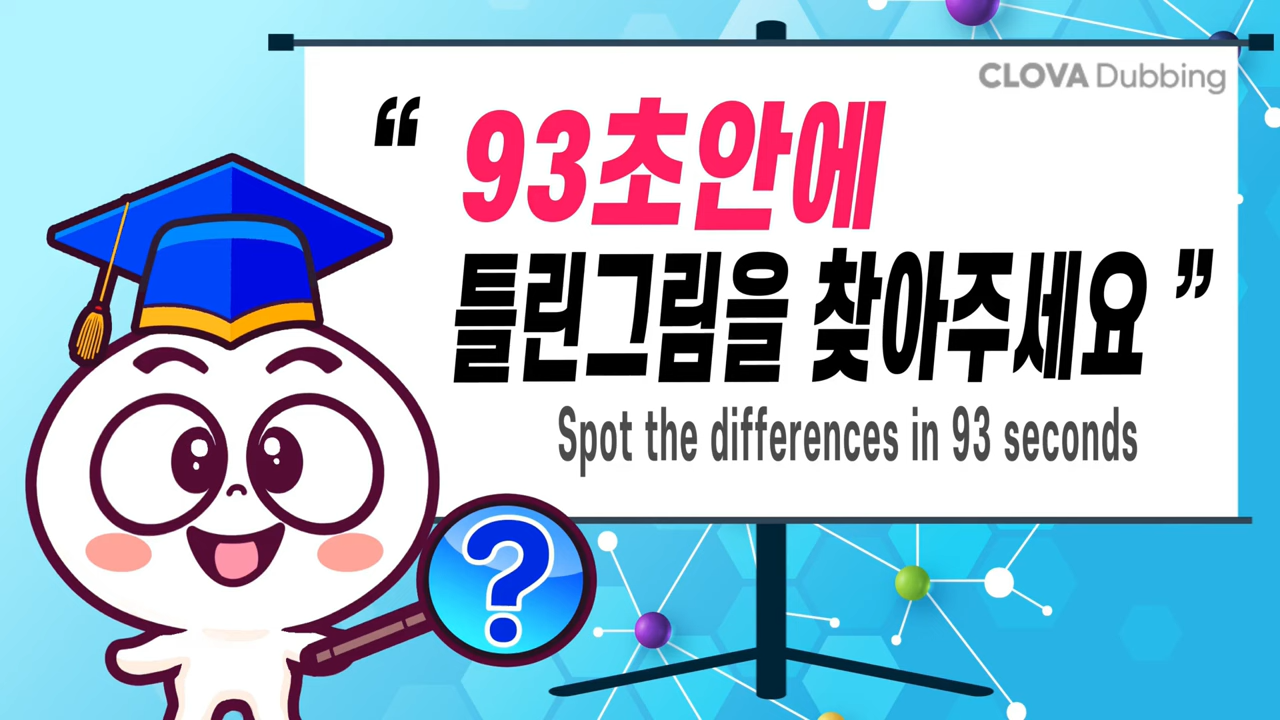 CLOVA Dubbing
“ 93초안에
틀린그림을 찾아주세요 ”
Spot the differences in 93 seconds
?